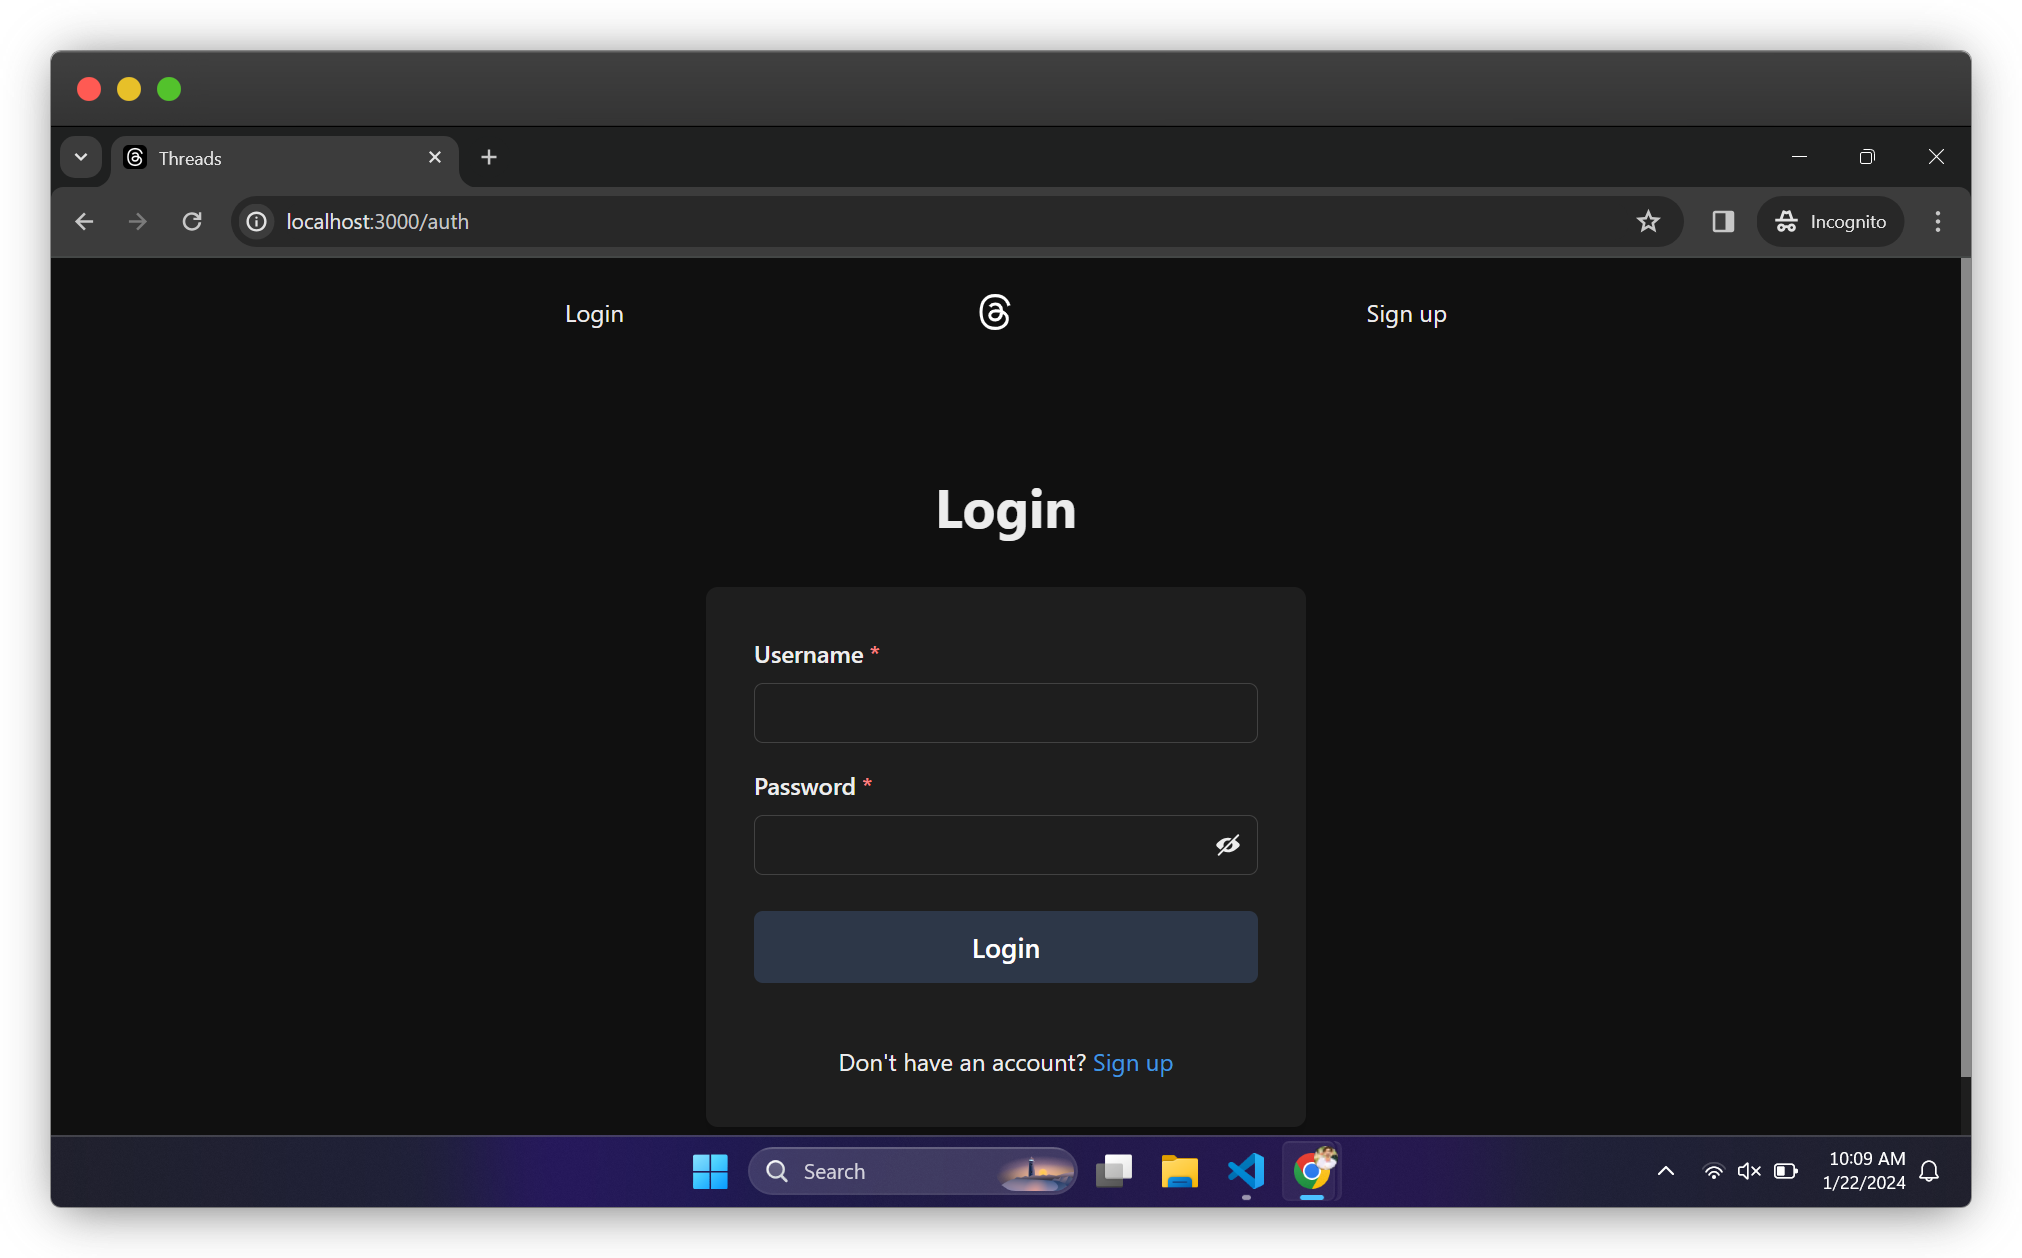 Threads
localhost:3000/auth
Incognito
Login
Sign up
Login
Username *
Password *
Login
Don't have an account? Sign up
Search
10:09 AM
1/22/2024